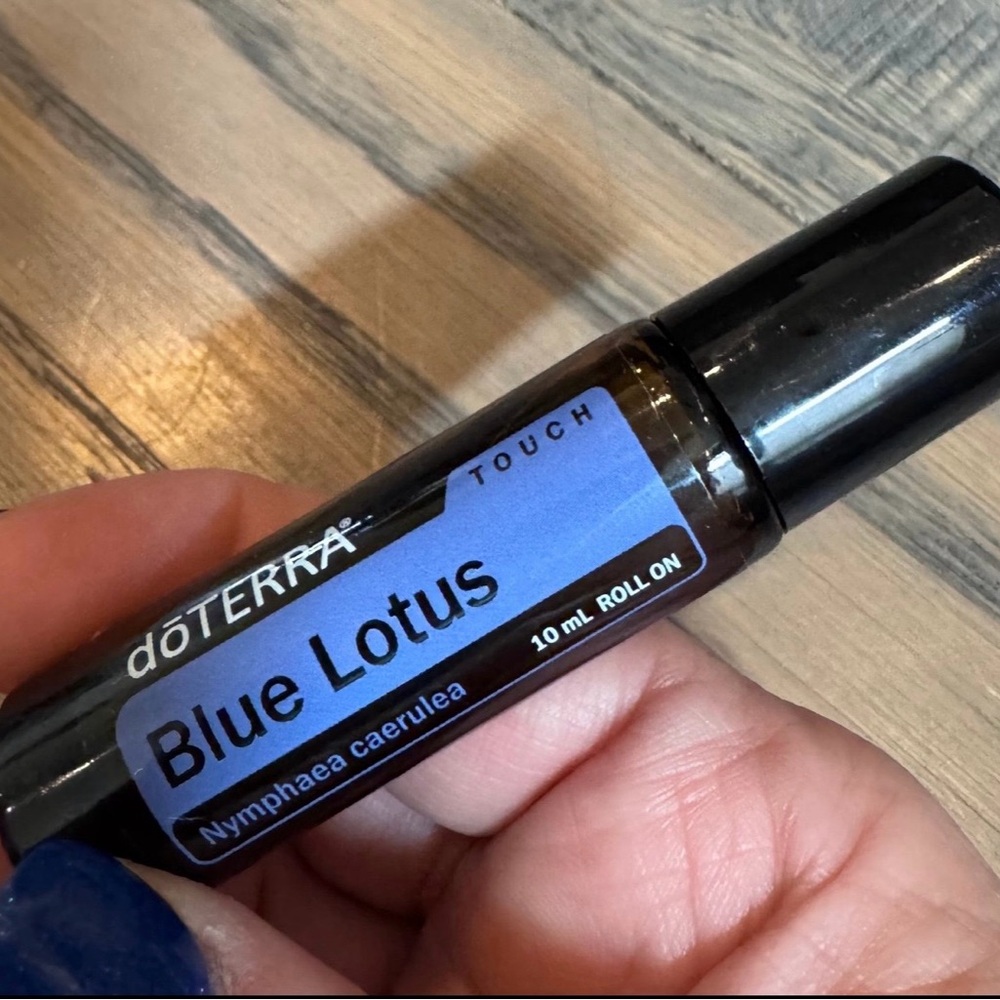 TOUCH
dōTERRA®
Blue Lotus
10 mL ROLL ON
Nymphaea caerulea